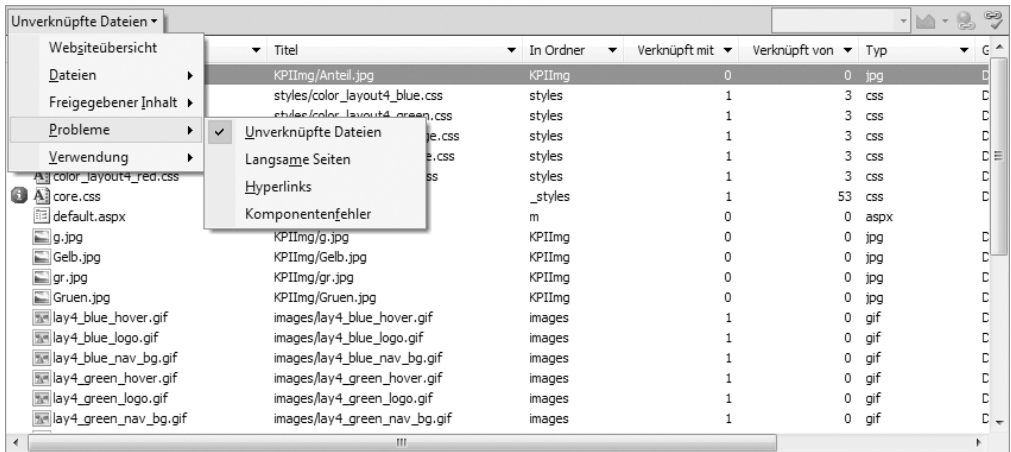 Unverknüpfte Dateien
Websiteübersicht
Dateien
Freigegebener Inhalt
Probleme
Verwendung
Unverknüpfte Dateien
Langsame Seiten
Hyperlinks
Komponentenfehler
Titel In Ordner Verknüpft mit Verknüpft von Typ
KPIImg/Anteil.jpg KPIImg 0 0 jpg
styles/color_layout4_blue.css styles 1 3 css
styles/color_layout4_green.css styles 1 3 css
styles 1 3 css
styles 1 3 css
color_layout4_red.css styles 1 3 css
core.css _styles 1 53 css
default.aspx m 0 0 aspx
g.jpg KPIImg/g.jpg KPIImg 0 0 jpg
Gelb.jpg KPIImg/Gelb.jpg KPIImg 0 0 jpg
gr.jpg KPIImg/gr.jpg KPIImg 0 0 jpg
Gruen.jpg KPIImg/Gruen.jpg KPIImg 0 0 jpg
lay4_blue_hover.gif images/lay4_blue_hover.gif images 1 0 gif
lay4_blue_logo.gif images/lay4_blue_logo.gif images 1 0 gif
lay4_blue_nav_bg.gif images/lay4_blue_nav_bg.gif images 1 0 gif
lay4_green_hover.gif images/lay4_green_hover.gif images 1 0 gif
lay4_green_logo.gif images/lay4_green_logo.gif images 1 0 gif
lay4_green_nav_bg.gif images/lay4_green_nav_bg.gif images 1 0 gif